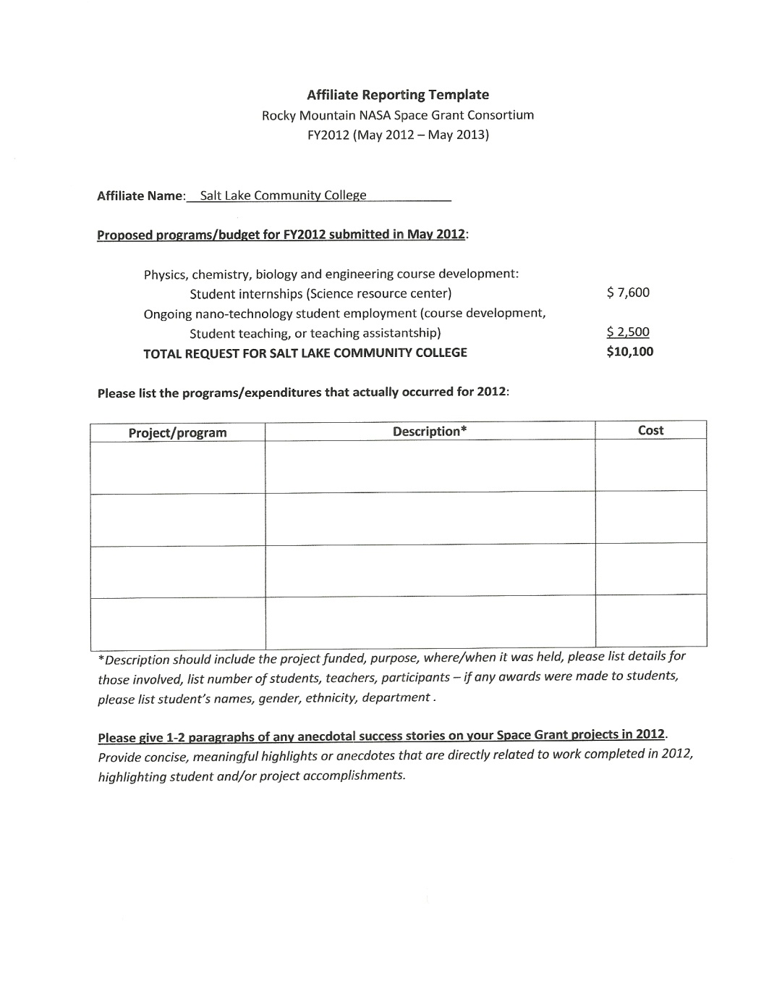 Affiliate Reporting Template
Rocky Mountain NASA Space Grant Consortium
FY2012 (May 2012 – May 2013)
Affiliate Name: Salt Lake Community College
Proposed programs/budget for FY2012 submitted in May 2012:
Physics, chemistry, biology and engineering course development:
Student internships (Science resource center) $ 7,600
Ongoing nano-technology student employment (course development,
Student teaching, or teaching assistantship) $ 2,500
TOTAL REQUEST FOR SALT LAKE COMMUNITY COLLEGE $10,100
Please list the programs/expenditures that actually occurred for 2012:
Project/program Description* Cost
*Description should include the project funded, purpose, where/when it was held, please list details for
those involved, list number of students, teachers, participants – if any awards were made to students,
please list student's names, gender, ethnicity, department .
Please give 1-2 paragraphs of any anecdotal success stories on your Space Grant projects in 2012.
Provide concise, meaningful highlights or anecdotes that are directly related to work completed in 2012,
highlighting student and/or project accomplishments.